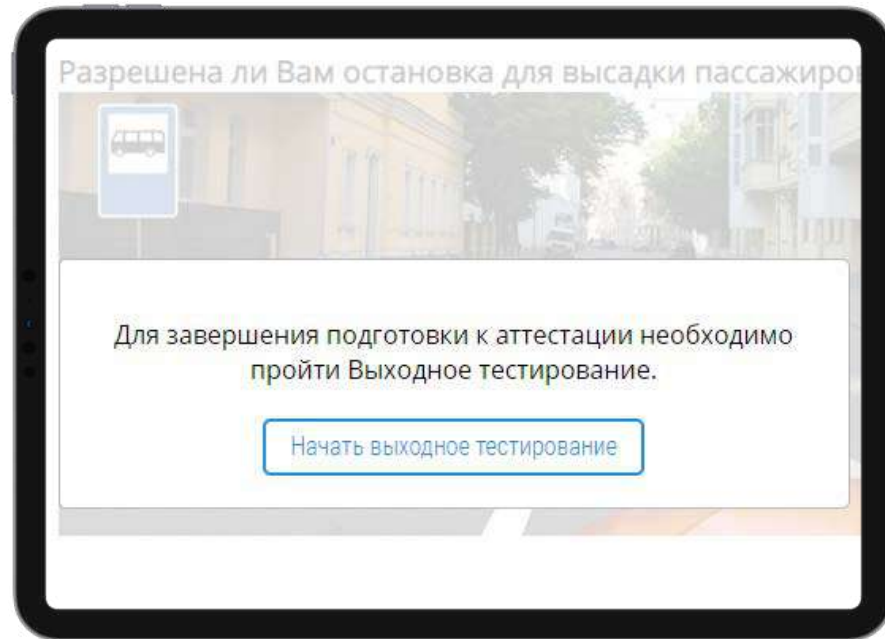 Разрешена ли Вам остановка для высадки пассажиров
Для завершения подготовки к аттестации необходимо
пройти Выходное тестирование.
Начать выходное тестирование